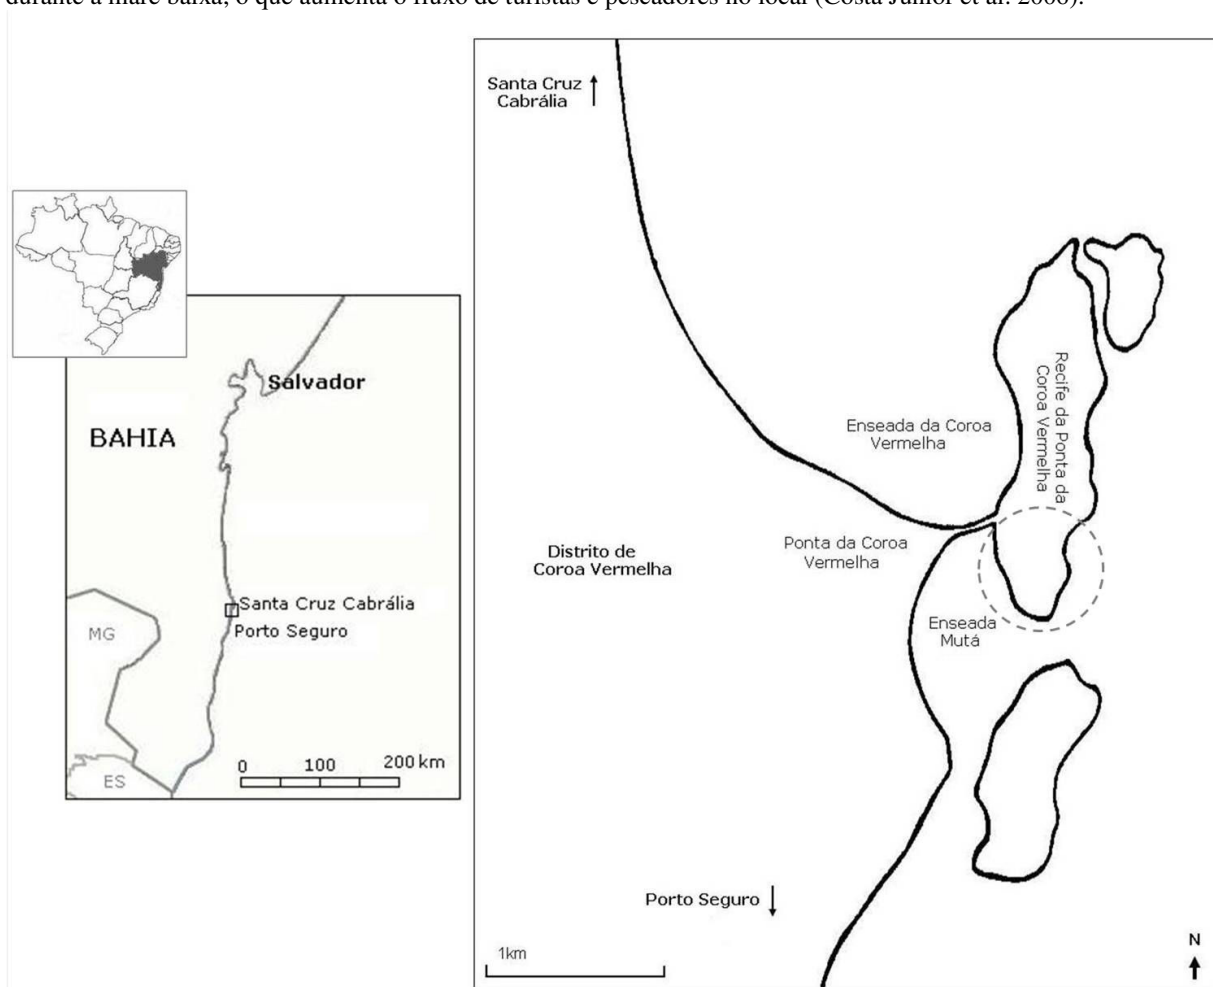 durante a maré baixa, o que aumenta o fluxo de turistas e pescadores no local (Costa Júnior et al. 2006).
Santa Cruz
Cabrália
Salvador
BAHIA
Santa Cruz Cabrália
Porto Seguro
MG
ES
0 100 200 km
Recife da Ponta da
Coroa Vermelha
Enseada da Coroa
Vermelha
Ponta da Coroa
Vermelha
Distrito de
Coroa Vermelha
Enseada
Mutá
Porto Seguro
1km
N